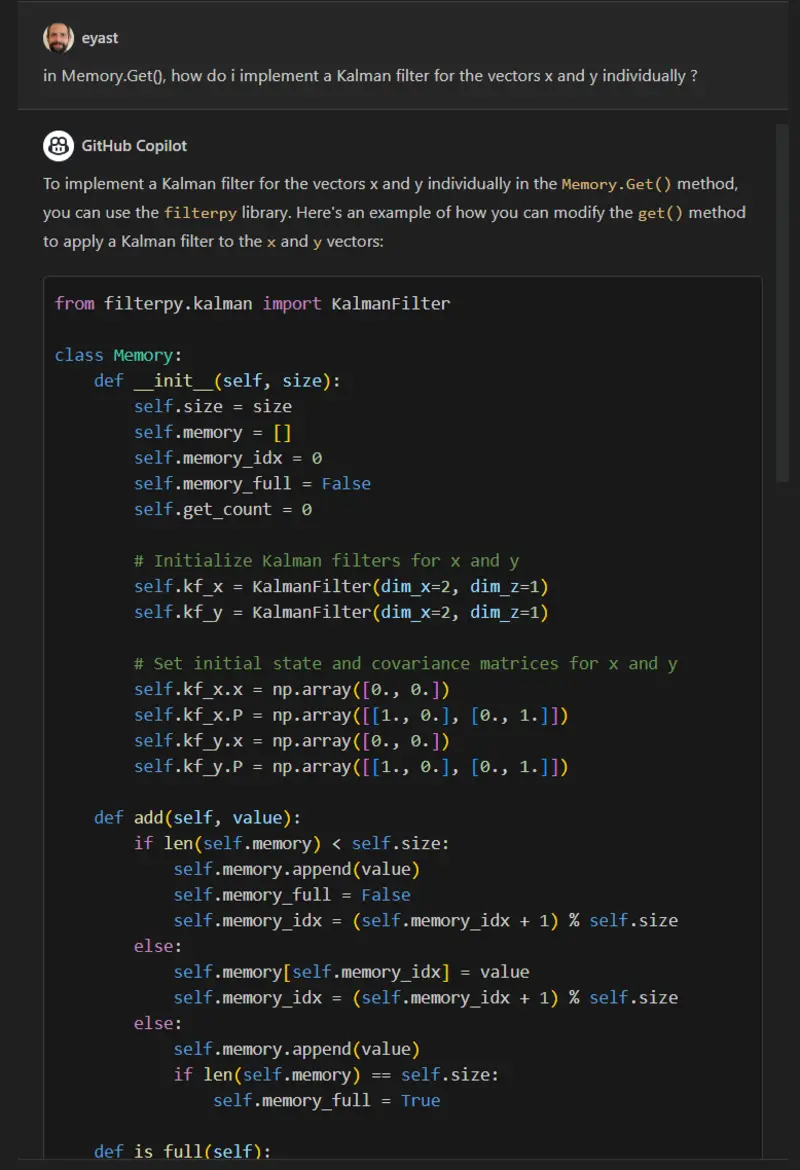 eyast
in Memory.Get(), how do i implement a Kalman filter for the vectors x and y individually ?
GitHub Copilot
To implement a Kalman filter for the vectors x and y individually in the Memory.Get() method,
you can use the filterpy library. Here's an example of how you can modify the get() method
to apply a Kalman filter to the x and y vectors:
from filterpy.kalman import KalmanFilter
class Memory:
    def __init__(self, size):
        self.size = size
        self.memory = []
        self.memory_idx = 0
        self.memory_full = False
        self.get_count = 0
        # Initialize Kalman filters for x and y
        self.kf_x = KalmanFilter(dim_x=2, dim_z=1)
        self.kf_y = KalmanFilter(dim_x=2, dim_z=1)
        # Set initial state and covariance matrices for x and y
        self.kf_x.x = np.array([0., 0.])
        self.kf_x.P = np.array([[1., 0.], [0., 1.]])
        self.kf_y.x = np.array([0., 0.])
        self.kf_y.P = np.array([[1., 0.], [0., 1.]])
    def add(self, value):
        if len(self.memory) < self.size:
            self.memory.append(value)
            self.memory_full = False
            self.memory_idx = (self.memory_idx + 1) % self.size
        else:
            self.memory[self.memory_idx] = value
            self.memory_idx = (self.memory_idx + 1) % self.size
        else:
            self.memory.append(value)
            if len(self.memory) == self.size:
                self.memory_full = True
    def is_full(self):